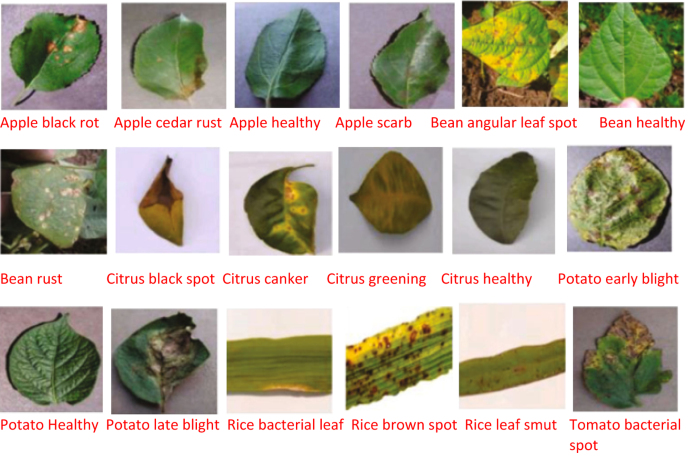 Apple black rot Apple cedar rust Apple healthy Apple scarb Bean angular leaf spot Bean healthy
Bean rust Citrus black spot Citrus canker Citrus greening Citrus healthy Potato early blight
Potato Healthy Potato late blight Rice bacterial leaf Rice brown spot Rice leaf smut Tomato bacterial
spot